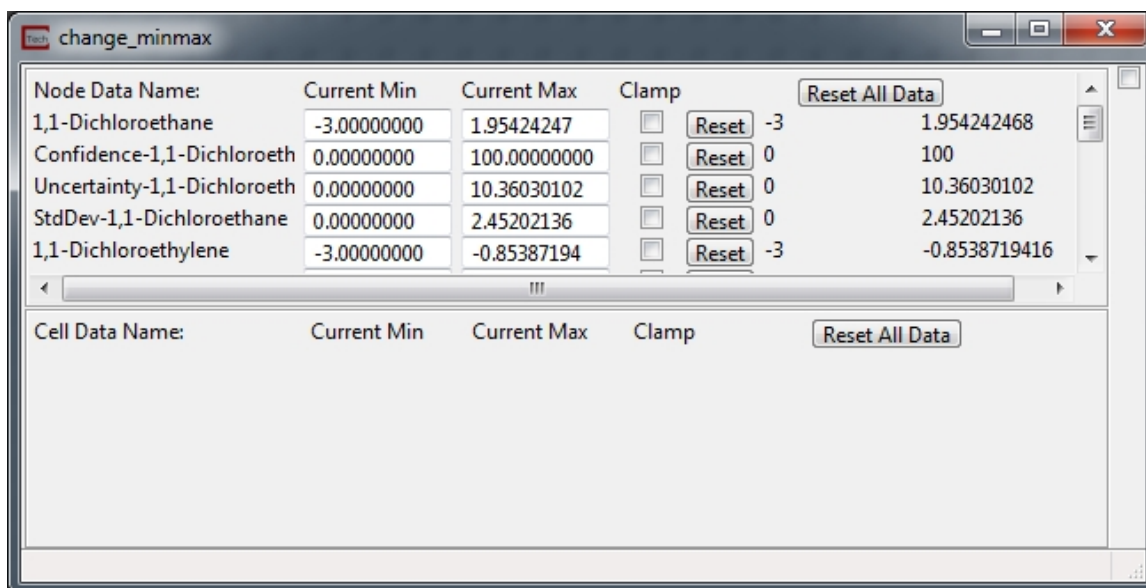 Tech change_minmax
Node Data Name: Current Min Current Max Clamp Reset All Data
1,1-Dichloroethane -3.00000000 1.95424247 Reset -3 1.954242468
Confidence-1,1-Dichloroeth 0.00000000 100.00000000 Reset 0 100
Uncertainty-1,1-Dichloroeth 0.00000000 10.36030102 Reset 0 10.36030102
StdDev-1,1-Dichloroethane 0.00000000 2.45202136 Reset 0 2.45202136
1,1-Dichloroethylene -3.00000000 -0.85387194 Reset -3 -0.8538719416
Cell Data Name: Current Min Current Max Clamp Reset All Data